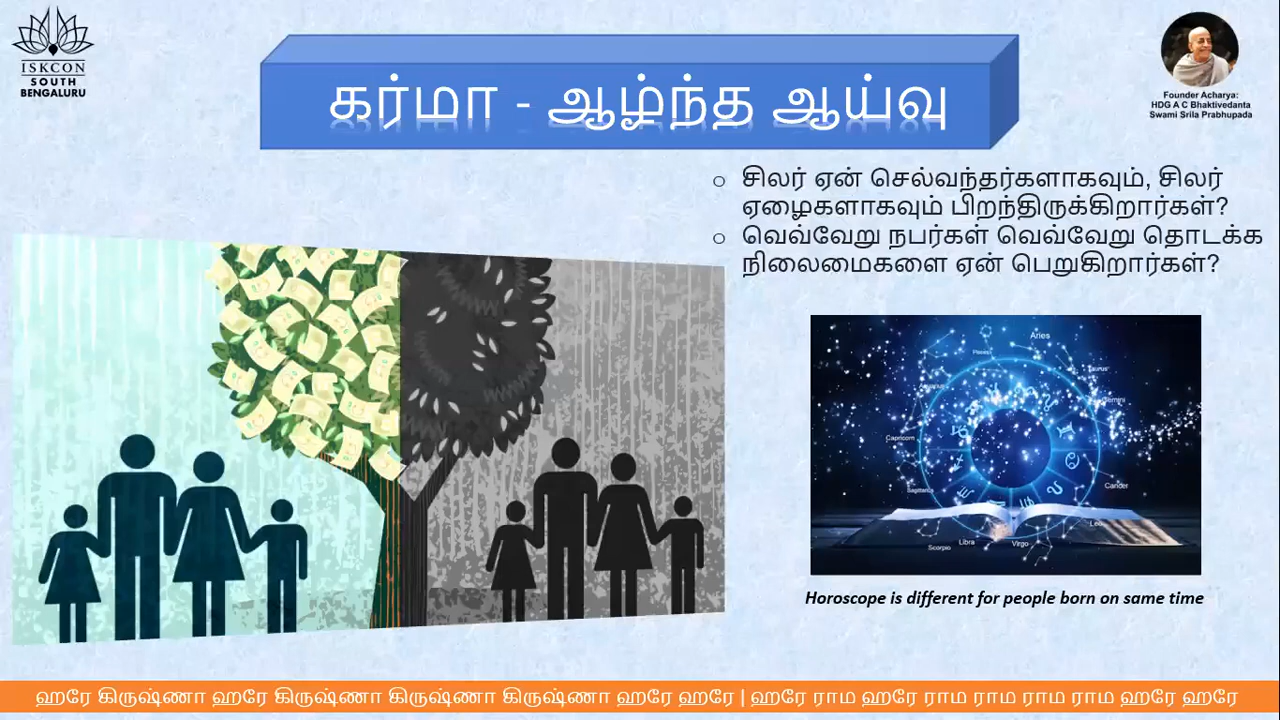 ISKCON
SOUTH
BENGALURU
கர்மா - ஆழ்ந்த ஆய்வு
Founder Acharya:
HDG A C Bhaktivedanta
Swami Srila Prabhupada
சிலர் ஏன் செல்வந்தர்களாகவும், சிலர்
ஏழைகளாகவும் பிறந்திருக்கிறார்கள்?
வெவ்வேறு நபர்கள் வெவ்வேறு தொடக்க
நிலைமைகளை ஏன் பெறுகிறார்கள்?
Aries
Pisces
Taurus
Gemini
Capricorn
Cancer
Sagittarius
Leo
Scorpio
Libra
Virgo
Horoscope is different for people born on same time
ஹரே கிருஷ்ணா ஹரே கிருஷ்ணா கிருஷ்ணா கிருஷ்ணா ஹரே ஹரே | ஹரே ராம ஹரே ராம ராம ராம ராம ஹரே ஹரே